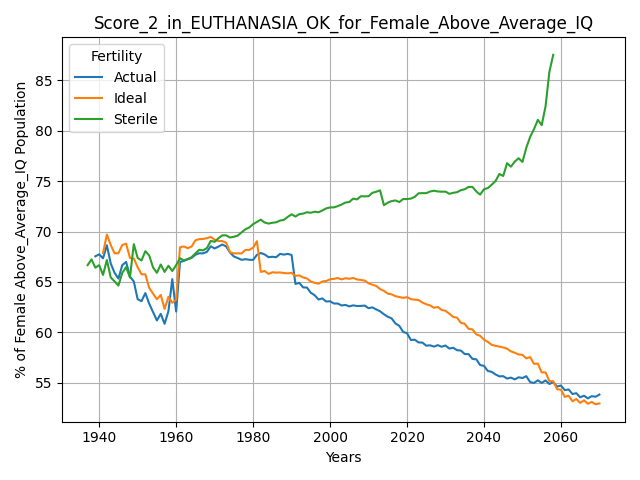 Score_2_in_EUTHANASIA_OK_for_Female_Above_Average_IQ
Fertility
Actual
Ideal
Sterile
% of Female Above_Average_IQ Population
85
80
75
70
65
60
55
1940 1960 1980 2000 2020 2040 2060
Years